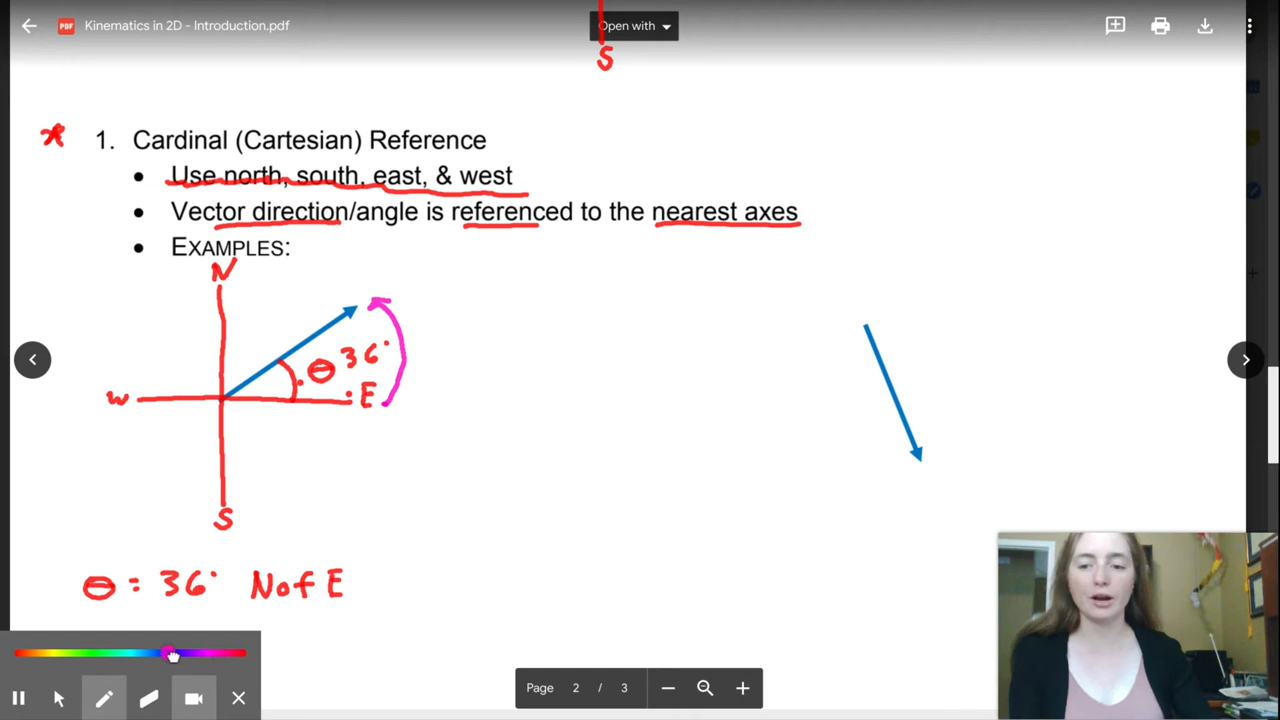 Kinematics in 2D - Introduction.pdf
Open with
S
1. Cardinal (Cartesian) Reference
• Use north, south, east, & west
• Vector direction/angle is referenced to the nearest axes
• EXAMPLES:
N
θ 36°
W
E
S
θ = 36° N of E
Page 2 / 3